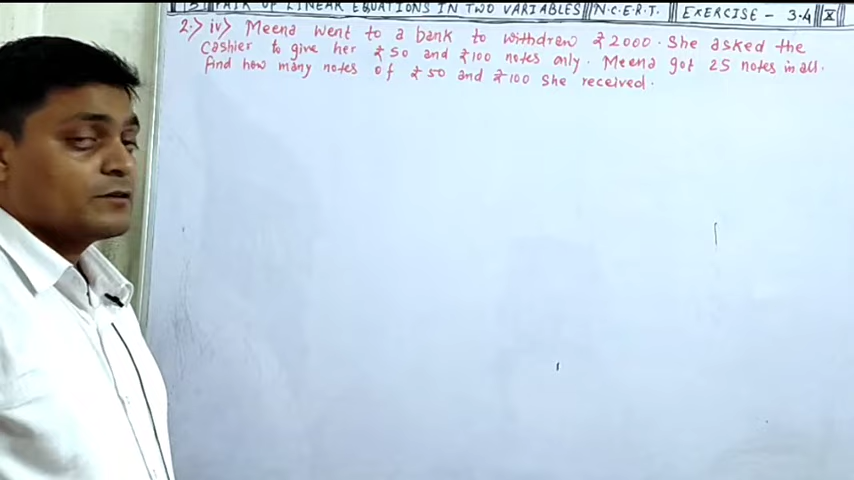 PAIR OF LINEAR EQUATIONS IN TWO VARIABLES N.C.E.R.T. EXERCISE - 3.4 X
2.> iv> Meena went to a bank to withdraw ₹2000. She asked the
cashier to give her ₹50 and ₹100 notes only. Meena got 25 notes in all.
find how many notes of ₹50 and ₹100 she received.